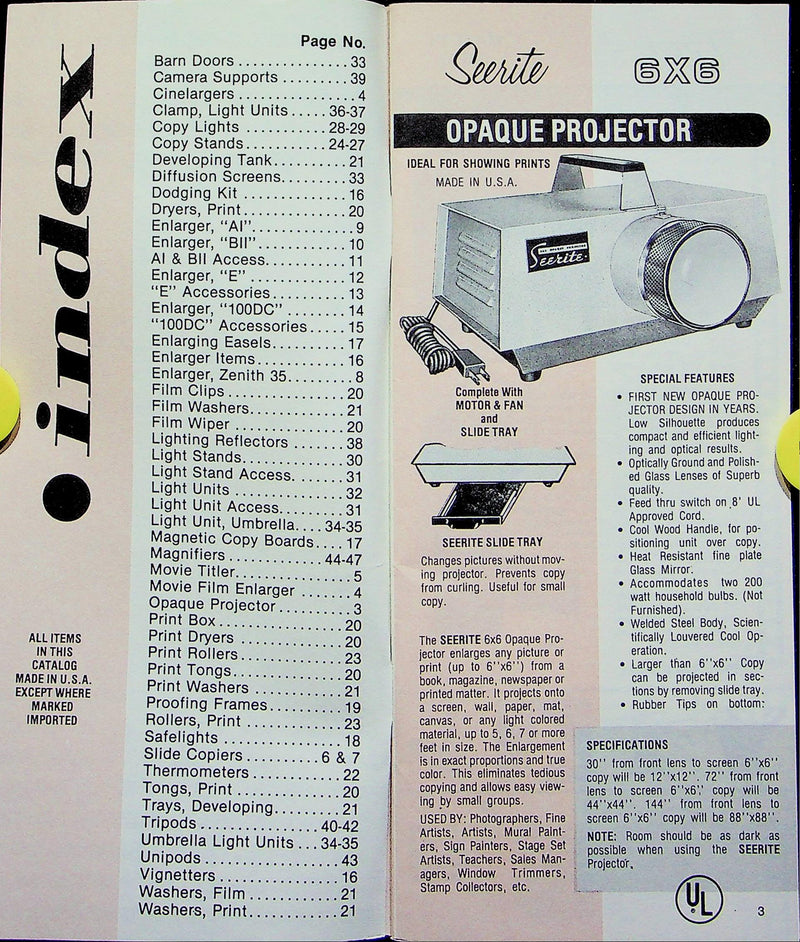 index
Page No.
Barn Doors ............... 33
Camera Supports ......... 39
Cinelargers ............... 4
Clamp, Light Units ..... 36-37
Copy Lights ........... 28-29
Copy Stands ........... 24-27
Developing Tank........... 21
Diffusion Screens.......... 33
Dodging Kit .............. 16
Dryers, Print.............. 20
Enlarger, "AI".............. 9
Enlarger, "BII"............ 10
AI & BII Access........... 11
Enlarger, "E" ............ 12
"E" Accessories........... 13
Enlarger, "100DC" ........ 14
"100DC" Accessories...... 15
Enlarging Easels........... 17
Enlarger Items............ 16
Enlarger, Zenith 35......... 8
Film Clips ................ 20
Film Washers............. 21
Film Wiper ............... 20
Lighting Reflectors ........ 38
Light Stands.............. 30
Light Stand Access........ 31
Light Units ............... 32
Light Unit Access.......... 31
Light Unit, Umbrella.... 34-35
Magnetic Copy Boards.... 17
Magnifiers ............ 44-47
Movie Titler................ 5
Movie Film Enlarger ....... 4
Opaque Projector .......... 3
Print Box ................ 20
Print Dryers .............. 20
Print Rollers.............. 23
Print Tongs............... 20
Print Washers ............ 21
Proofing Frames........... 19
Rollers, Print ............. 23
Safelights ................ 18
Slide Copiers .......... 6 & 7
Thermometers ............ 22
Tongs, Print .............. 20
Trays, Developing......... 21
Tripods ............... 40-42
Umbrella Light Units ... 34-35
Unipods ................. 43
Vignetters ................ 16
Washers, Film ............ 21
Washers, Print............ 21
ALL ITEMS
IN THIS
CATALOG
MADE IN U.S.A.
EXCEPT WHERE
MARKED
IMPORTED
Seerite 6X6
OPAQUE PROJECTOR
IDEAL FOR SHOWING PRINTS
MADE IN U.S.A.
Seerite
Complete With
MOTOR & FAN
and
SLIDE TRAY
SEERITE SLIDE TRAY
Changes pictures without mov-
ing projector. Prevents copy
from curling. Useful for small
copy.
The SEERITE 6x6 Opaque Pro-
jector enlarges any picture or
print (up to 6''x6'') from a
book, magazine, newspaper or
printed matter. It projects onto
a screen, wall, paper, mat,
canvas, or any light colored
material, up to 5, 6, 7 or more
feet in size. The Enlargement
is in exact proportions and true
color. This eliminates tedious
copying and allows easy view-
ing by small groups.
USED BY: Photographers, Fine
Artists, Artists, Mural Paint-
ers, Sign Painters, Stage Set
Artists, Teachers, Sales Man-
agers, Window Trimmers,
Stamp Collectors, etc.
SPECIAL FEATURES
• FIRST NEW OPAQUE PRO-
JECTOR DESIGN IN YEARS.
Low Silhouette produces
compact and efficient light-
ing and optical results.
• Optically Ground and Polish-
ed Glass Lenses of Superb
quality.
• Feed thru switch on 8' UL
Approved Cord.
• Cool Wood Handle, for po-
sitioning unit over copy.
• Heat Resistant fine plate
Glass Mirror.
• Accommodates two 200
watt household bulbs. (Not
Furnished).
• Welded Steel Body, Scien-
tifically Louvered Cool Op-
eration.
• Larger than 6''x6'' Copy
can be projected in sec-
tions by removing slide tray.
• Rubber Tips on bottom:
SPECIFICATIONS
30'' from front lens to screen 6''x6''
copy will be 12''x12''. 72'' from front
lens to screen 6''x6'' copy will be
44''x44''. 144'' from front lens to
screen 6''x6'' copy will be 88''x88''.
NOTE: Room should be as dark as
possible when using the SEERITE
Projector.
UL
3